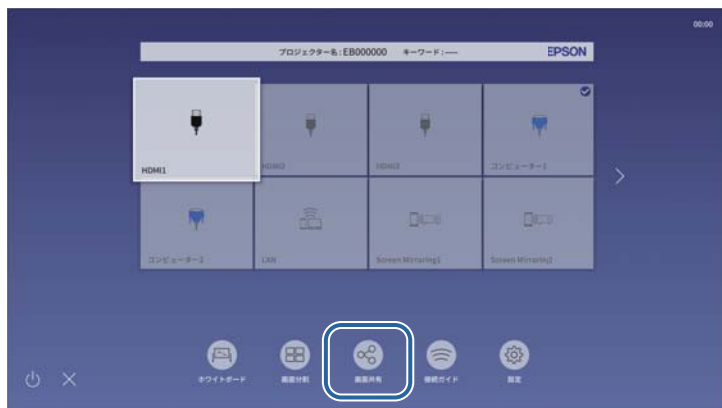 00:00
プロジェクター名:EB000000 キーワード:---- EPSON
HDMI1 HDMI2 HDMI3 コンピューター1
コンピューター2 LAN Screen Mirroring1 Screen Mirroring2
ホワイトボード 画面分割 画面共有 接続ガイド 設定